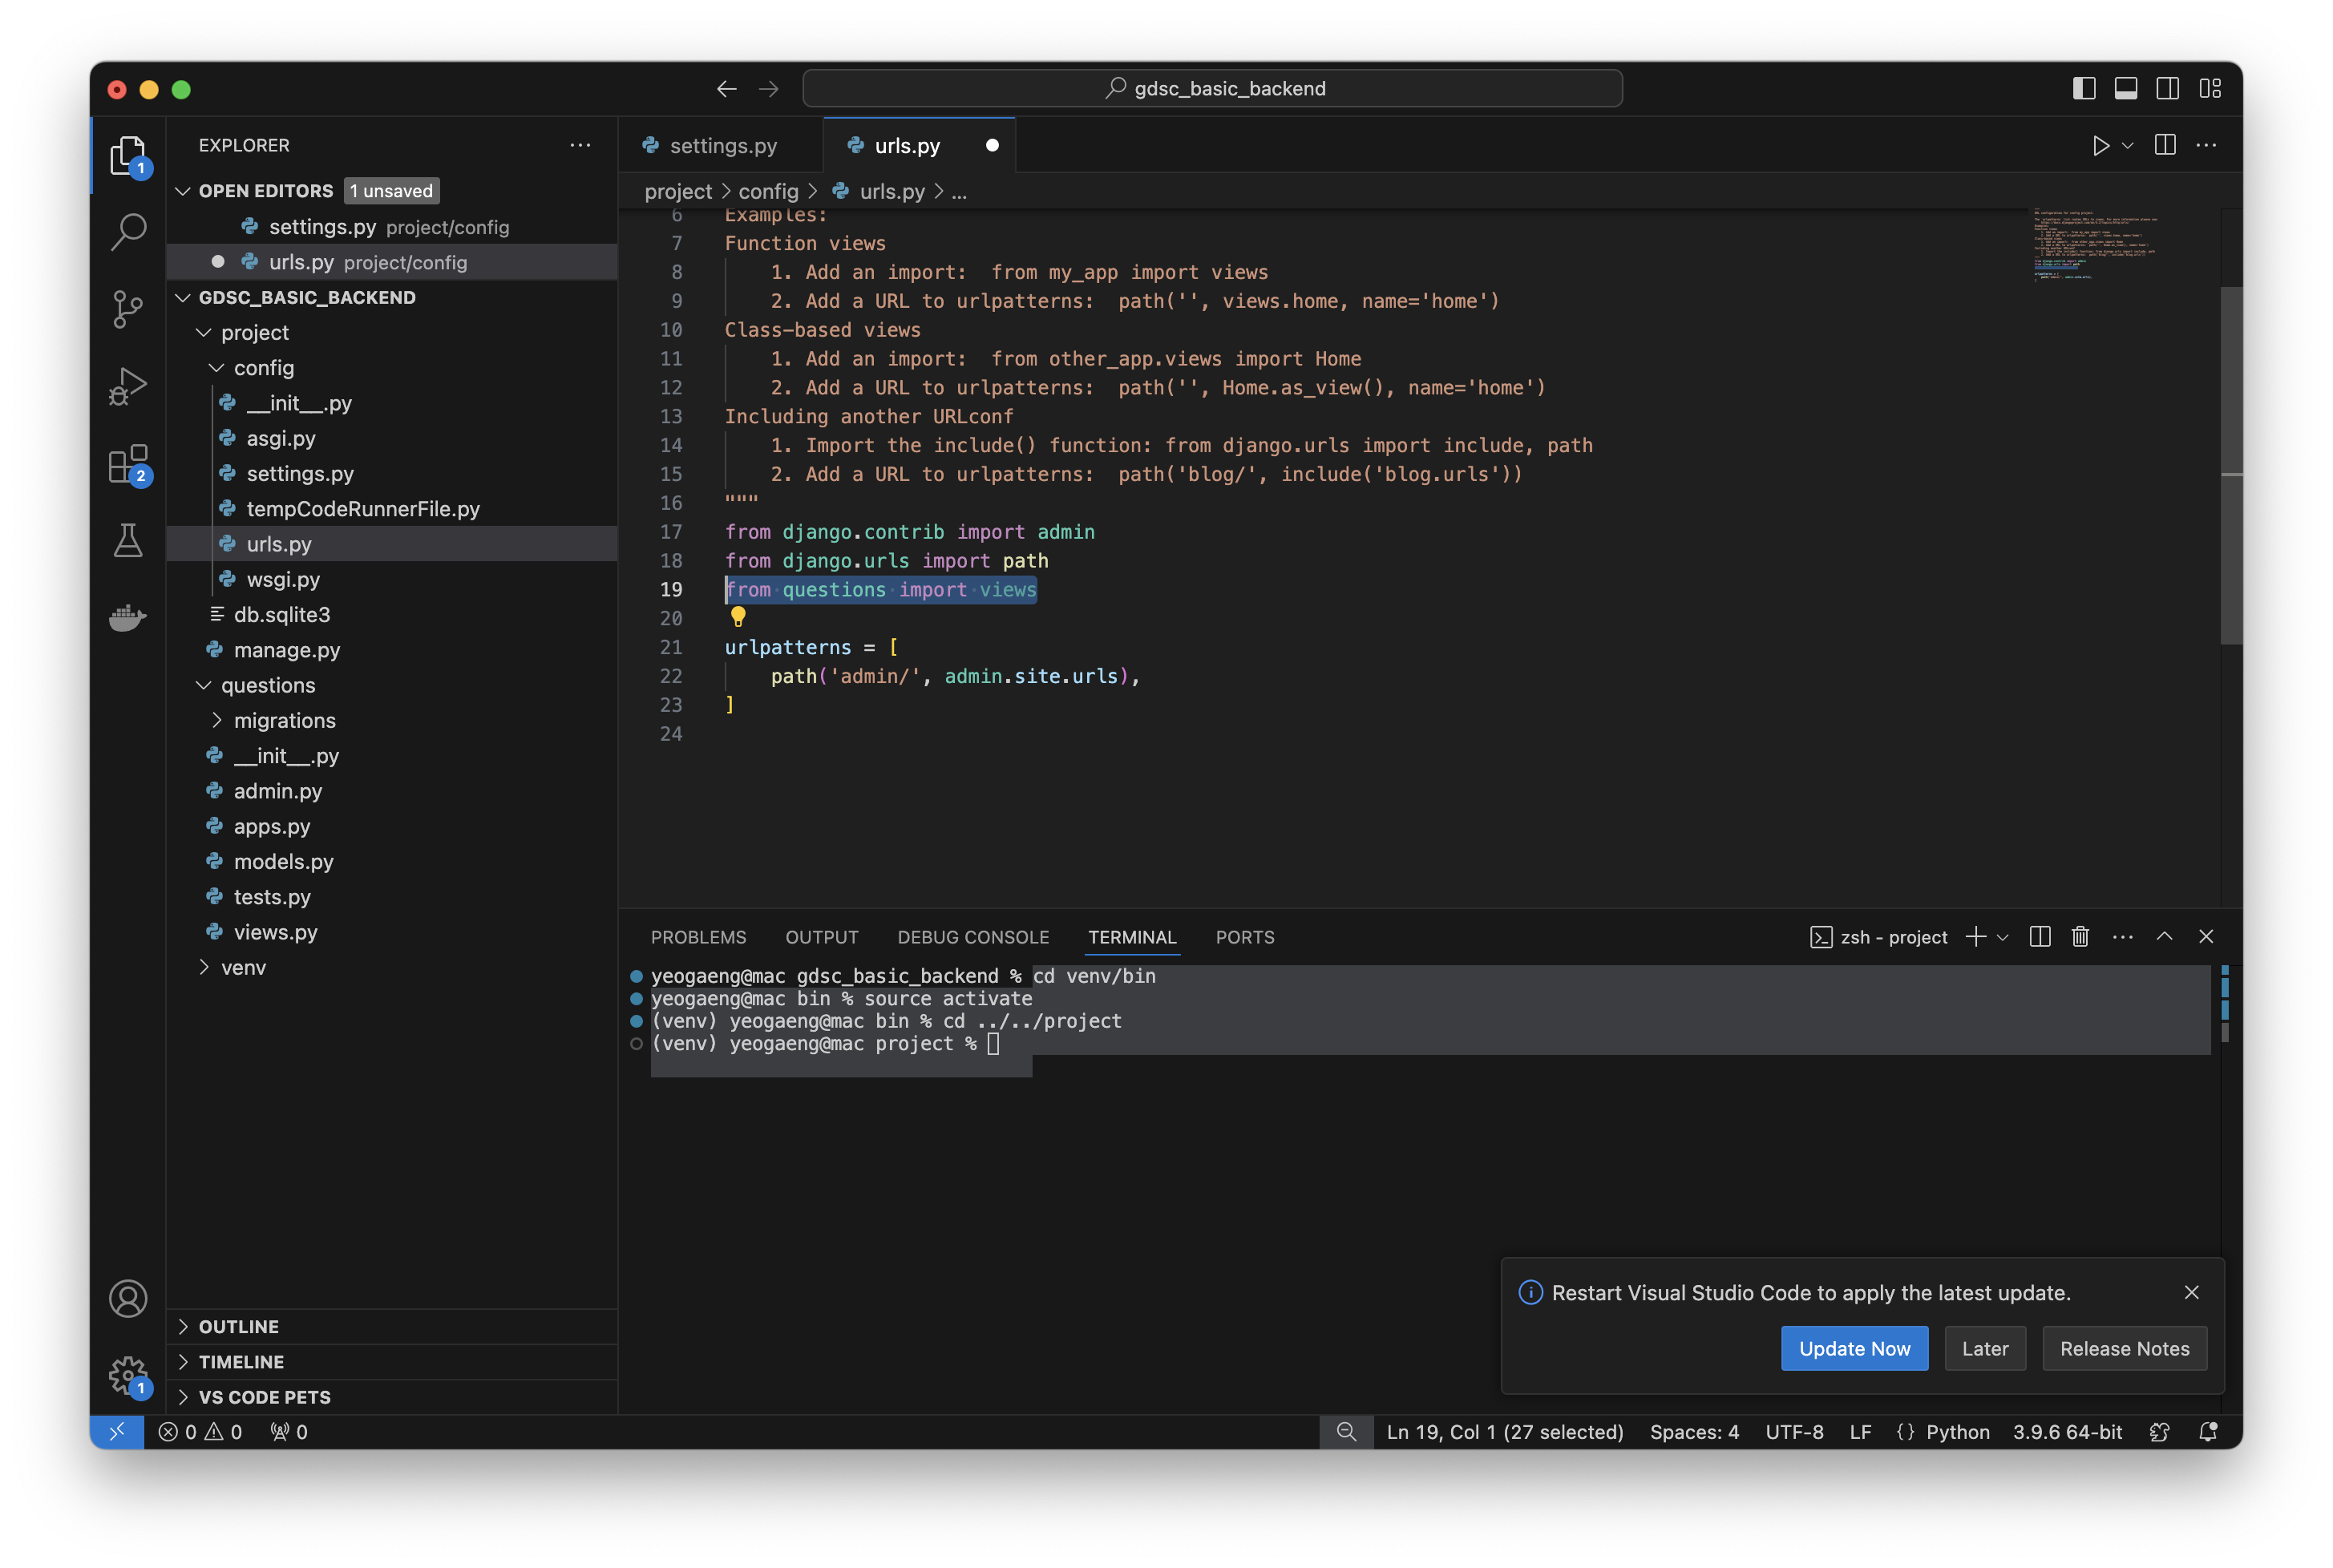 gdsc_basic_backend
EXPLORER
OPEN EDITORS 1 unsaved
settings.py project/config
urls.py project/config
GDSC_BASIC_BACKEND
project
config
__init__.py
asgi.py
settings.py
tempCodeRunnerFile.py
urls.py
wsgi.py
db.sqlite3
manage.py
questions
migrations
__init__.py
admin.py
apps.py
models.py
tests.py
views.py
venv
OUTLINE
TIMELINE
VS CODE PETS
1
2
1
settings.py
urls.py
project > config > urls.py > ...
6 Examples:
7 Function views
8 1. Add an import:  from my_app import views
9 2. Add a URL to urlpatterns:  path('', views.home, name='home')
10 Class-based views
11 1. Add an import:  from other_app.views import Home
12 2. Add a URL to urlpatterns:  path('', Home.as_view(), name='home')
13 Including another URLconf
14 1. Import the include() function: from django.urls import include, path
15 2. Add a URL to urlpatterns:  path('blog/', include('blog.urls'))
16 """
17 from django.contrib import admin
18 from django.urls import path
19 from questions import views
20
21 urlpatterns = [
22 path('admin/', admin.site.urls),
23 ]
24
PROBLEMS OUTPUT DEBUG CONSOLE TERMINAL PORTS
zsh - project
yeogaeng@mac gdsc_basic_backend % cd venv/bin
yeogaeng@mac bin % source activate
(venv) yeogaeng@mac bin % cd ../../project
(venv) yeogaeng@mac project %
Restart Visual Studio Code to apply the latest update.
Update Now Later Release Notes
0 0 0
Ln 19, Col 1 (27 selected) Spaces: 4 UTF-8 LF {} Python 3.9.6 64-bit